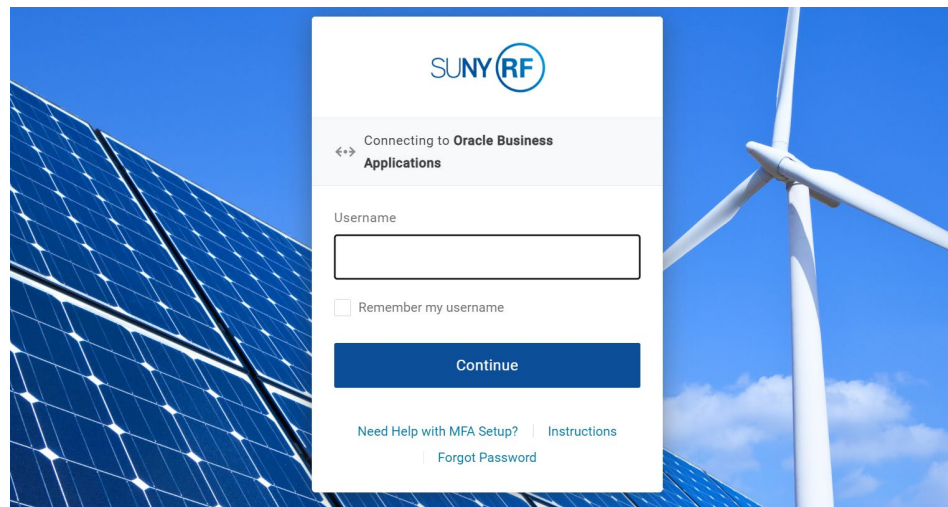 SUNY RF
Connecting to Oracle Business
Applications
Username
Remember my username
Continue
Need Help with MFA Setup? Instructions
Forgot Password